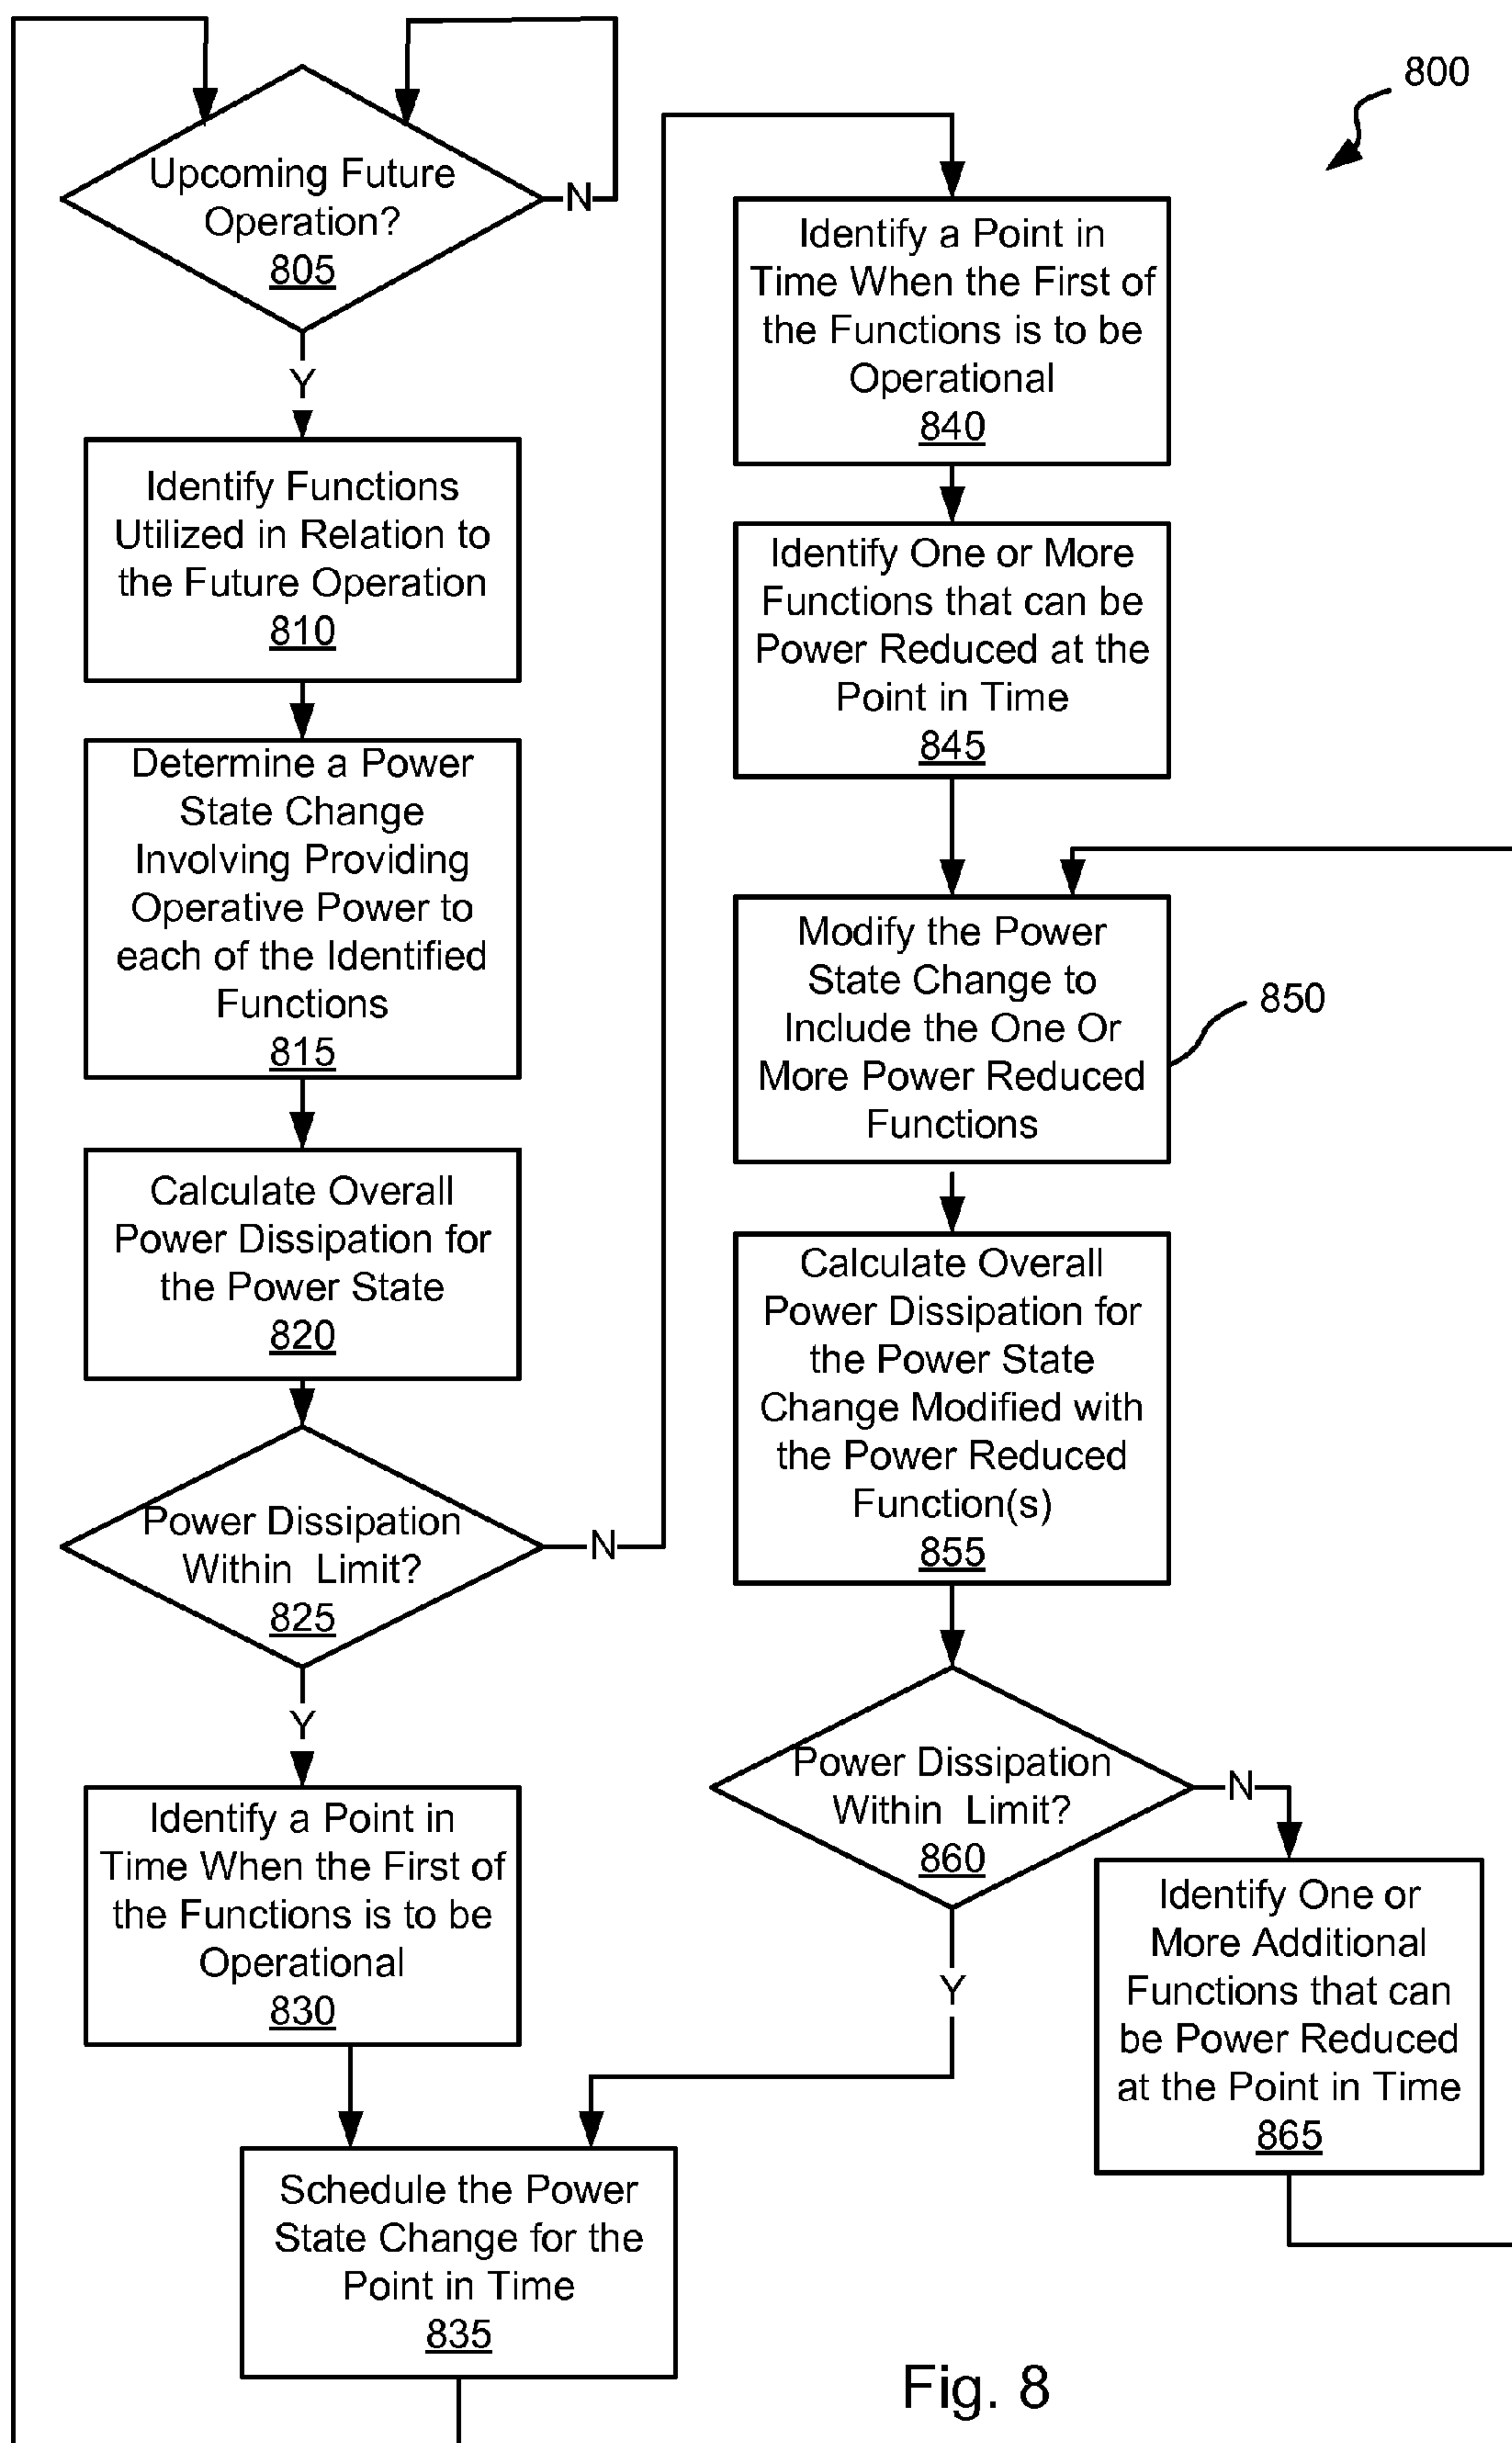 800
Upcoming Future
Operation?
805
N
Y
Identify Functions
Utilized in Relation to
the Future Operation
810
Determine a Power
State Change
Involving Providing
Operative Power to
each of the Identified
Functions
815
Calculate Overall
Power Dissipation for
the Power State
820
Power Dissipation
Within Limit?
825
N
Y
Identify a Point in
Time When the First of
the Functions is to be
Operational
830
Schedule the Power
State Change for the
Point in Time
835
Identify a Point in
Time When the First of
the Functions is to be
Operational
840
Identify One or More
Functions that can be
Power Reduced at the
Point in Time
845
Modify the Power
State Change to
Include the One Or
More Power Reduced
Functions
850
Calculate Overall
Power Dissipation for
the Power State
Change Modified with
the Power Reduced
Function(s)
855
Power Dissipation
Within Limit?
860
N
Y
Identify One or
More Additional
Functions that can
be Power Reduced
at the Point in Time
865
Fig. 8